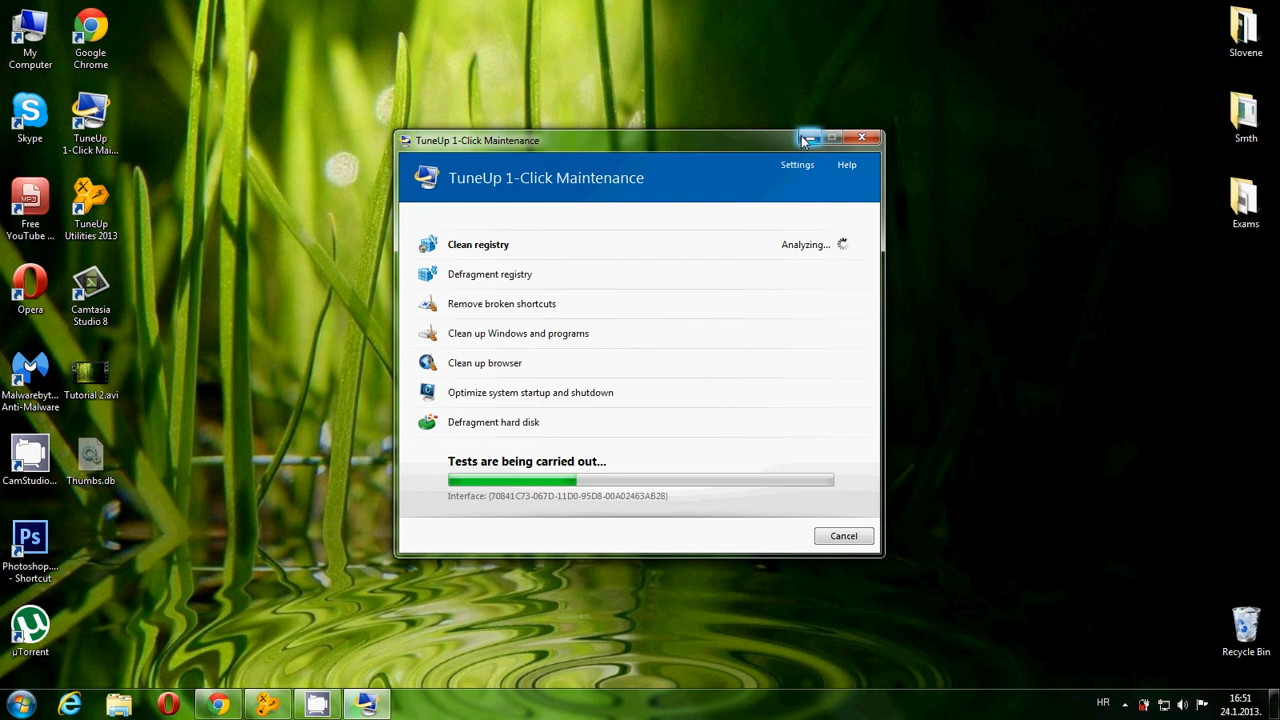 My
Computer
Google
Chrome
Skype
TuneUp
1-Click Mai...
Free
YouTube ...
TuneUp
Utilities 2013
Opera
Camtasia
Studio 8
Malwarebyt...
Anti-Malware
Tutorial 2.avi
CamStudio...
Thumbs.db
Ps
Photoshop....
- Shortcut
µTorrent
TuneUp 1-Click Maintenance
TuneUp 1-Click Maintenance
Settings
Help
Clean registry
Analyzing...
Defragment registry
Remove broken shortcuts
Clean up Windows and programs
Clean up browser
Optimize system startup and shutdown
Defragment hard disk
Tests are being carried out...
Interface: {70841C73-067D-11D0-95D8-00A02463AB28}
Cancel
Slovene
Smth
Exams
Recycle Bin
HR
16:51
24.1.2013.